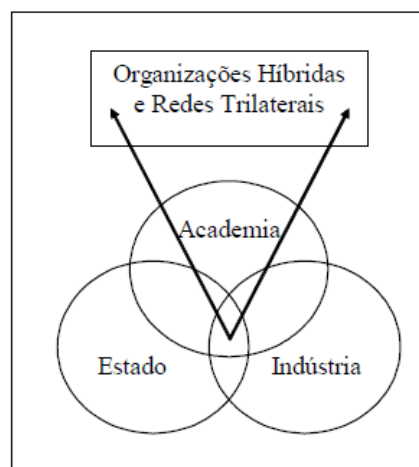 Organizações Híbridas
e Redes Trilaterais
Academia
Estado
Indústria